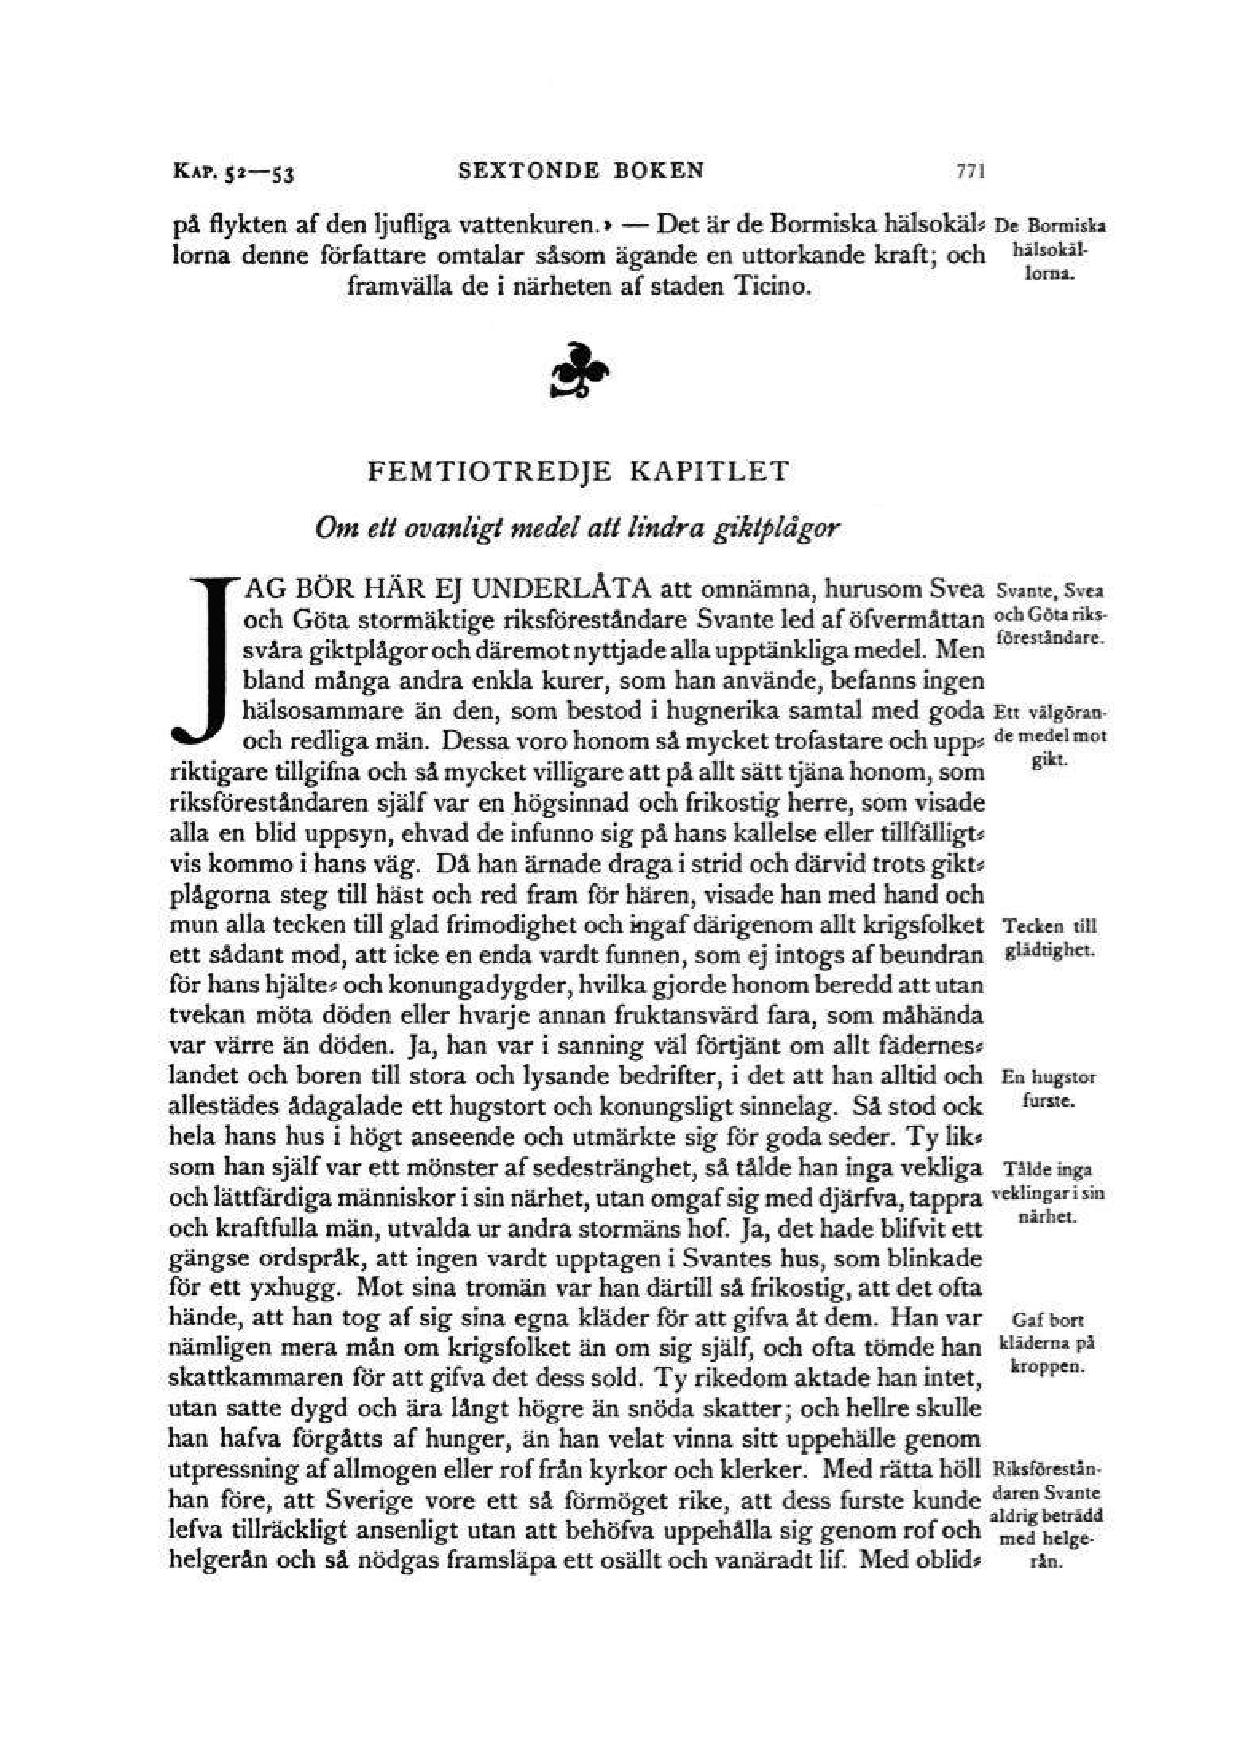 KAP. 52—53 SEXTONDE BOKEN 771
på flykten af den ljufliga vattenkuren.» — Det är de Bormiska hälsokäl-
lorna denne författare omtalar såsom ägande en uttorkande kraft; och
framvälla de i närheten af staden Ticino.
De Bormiska
hälsokäl-
lorna.
FEMTIOTREDJE KAPITLET
Om ett ovanligt medel att lindra giktplågor
JAG BÖR HÄR EJ UNDERLÅTA att omnämna, hurusom Svea
och Göta stormäktige riksföreståndare Svante led af öfvermåttan
svåra giktplågor och däremot nyttjade alla upptänkliga medel. Men
bland många andra enkla kurer, som han använde, befanns ingen
hälsosammare än den, som bestod i hugnerika samtal med goda
och redliga män. Dessa voro honom så mycket trofastare och upp-
riktigare tillgifna och så mycket villigare att på allt sätt tjäna honom, som
riksföreståndaren själf var en högsinnad och frikostig herre, som visade
alla en blid uppsyn, ehvad de infunno sig på hans kallelse eller tillfälligt-
vis kommo i hans väg. Då han ärnade draga i strid och därvid trots gikt-
plågorna steg till häst och red fram för hären, visade han med hand och
mun alla tecken till glad frimodighet och ingaf därigenom allt krigsfolket
ett sådant mod, att icke en enda vardt funnen, som ej intogs af beundran
för hans hjälte- och konungadygder, hvilka gjorde honom beredd att utan
tvekan möta döden eller hvarje annan fruktansvärd fara, som måhända
var värre än döden. Ja, han var i sanning väl förtjänt om allt fädernes-
landet och boren till stora och lysande bedrifter, i det att han alltid och
allestädes ådagalade ett hugstort och konungsligt sinnelag. Så stod ock
hela hans hus i högt anseende och utmärkte sig för goda seder. Ty lik-
som han själf var ett mönster af sedestränghet, så tålde han inga vekliga
och lättfärdiga människor i sin närhet, utan omgaf sig med djärfva, tappra
och kraftfulla män, utvalda ur andra stormäns hof. Ja, det hade blifvit ett
gängse ordspråk, att ingen vardt upptagen i Svantes hus, som blinkade
för ett yxhugg. Mot sina tromän var han därtill så frikostig, att det ofta
hände, att han tog af sig sina egna kläder för att gifva åt dem. Han var
nämligen mera mån om krigsfolket än om sig själf, och ofta tömde han
skattkammaren för att gifva det dess sold. Ty rikedom aktade han intet,
utan satte dygd och ära långt högre än snöda skatter; och hellre skulle
han hafva förgåtts af hunger, än han velat vinna sitt uppehälle genom
utpressning af allmogen eller rof från kyrkor och klerker. Med rätta höll
han före, att Sverige vore ett så förmöget rike, att dess furste kunde
lefva tillräckligt ansenligt utan att behöfva uppehålla sig genom rof och
helgerån och så nödgas framsläpa ett osällt och vanäradt lif. Med oblid-
Svante, Svea
och Göta riks-
föreståndare.
Ett välgöran-
de medel mot
gikt.
Tecken till
glädtighet.
En hugstor
furste.
Tålde inga
veklingar i sin
närhet.
Gaf bort
kläderna på
kroppen.
Riksförestån-
daren Svante
aldrig beträdd
med helge-
rån.